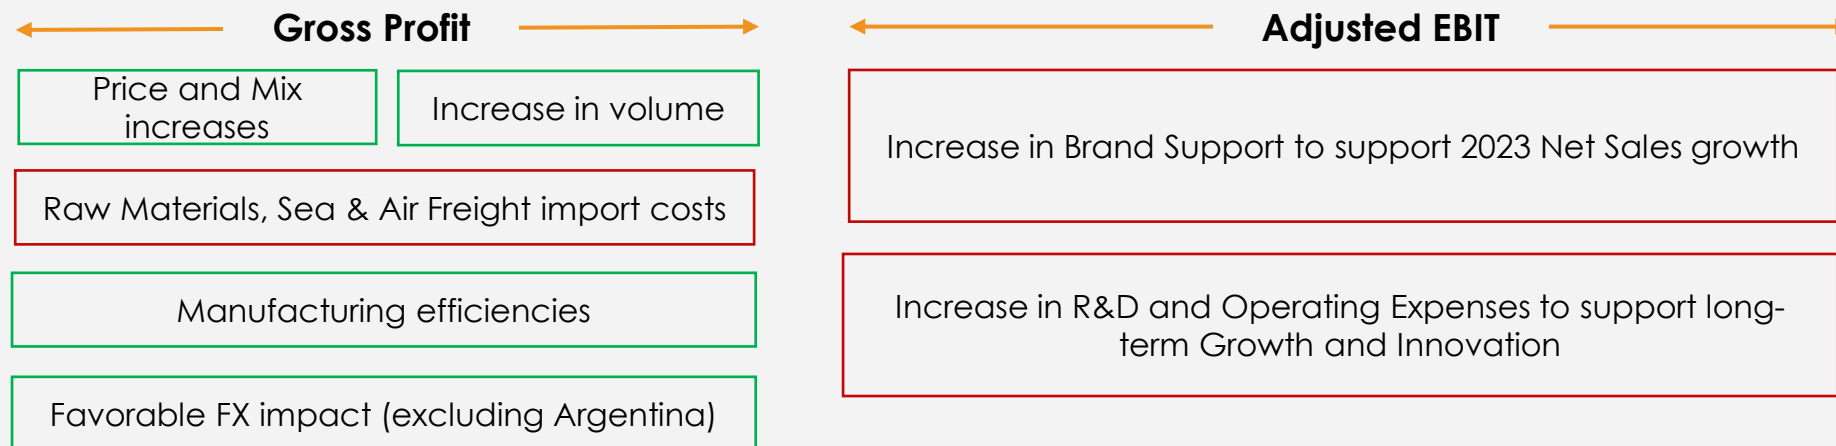 Gross Profit
Price and Mix
increases
Increase in volume
Raw Materials, Sea & Air Freight import costs
Manufacturing efficiencies
Favorable FX impact (excluding Argentina)
Adjusted EBIT
Increase in Brand Support to support 2023 Net Sales growth
Increase in R&D and Operating Expenses to support long-
term Growth and Innovation